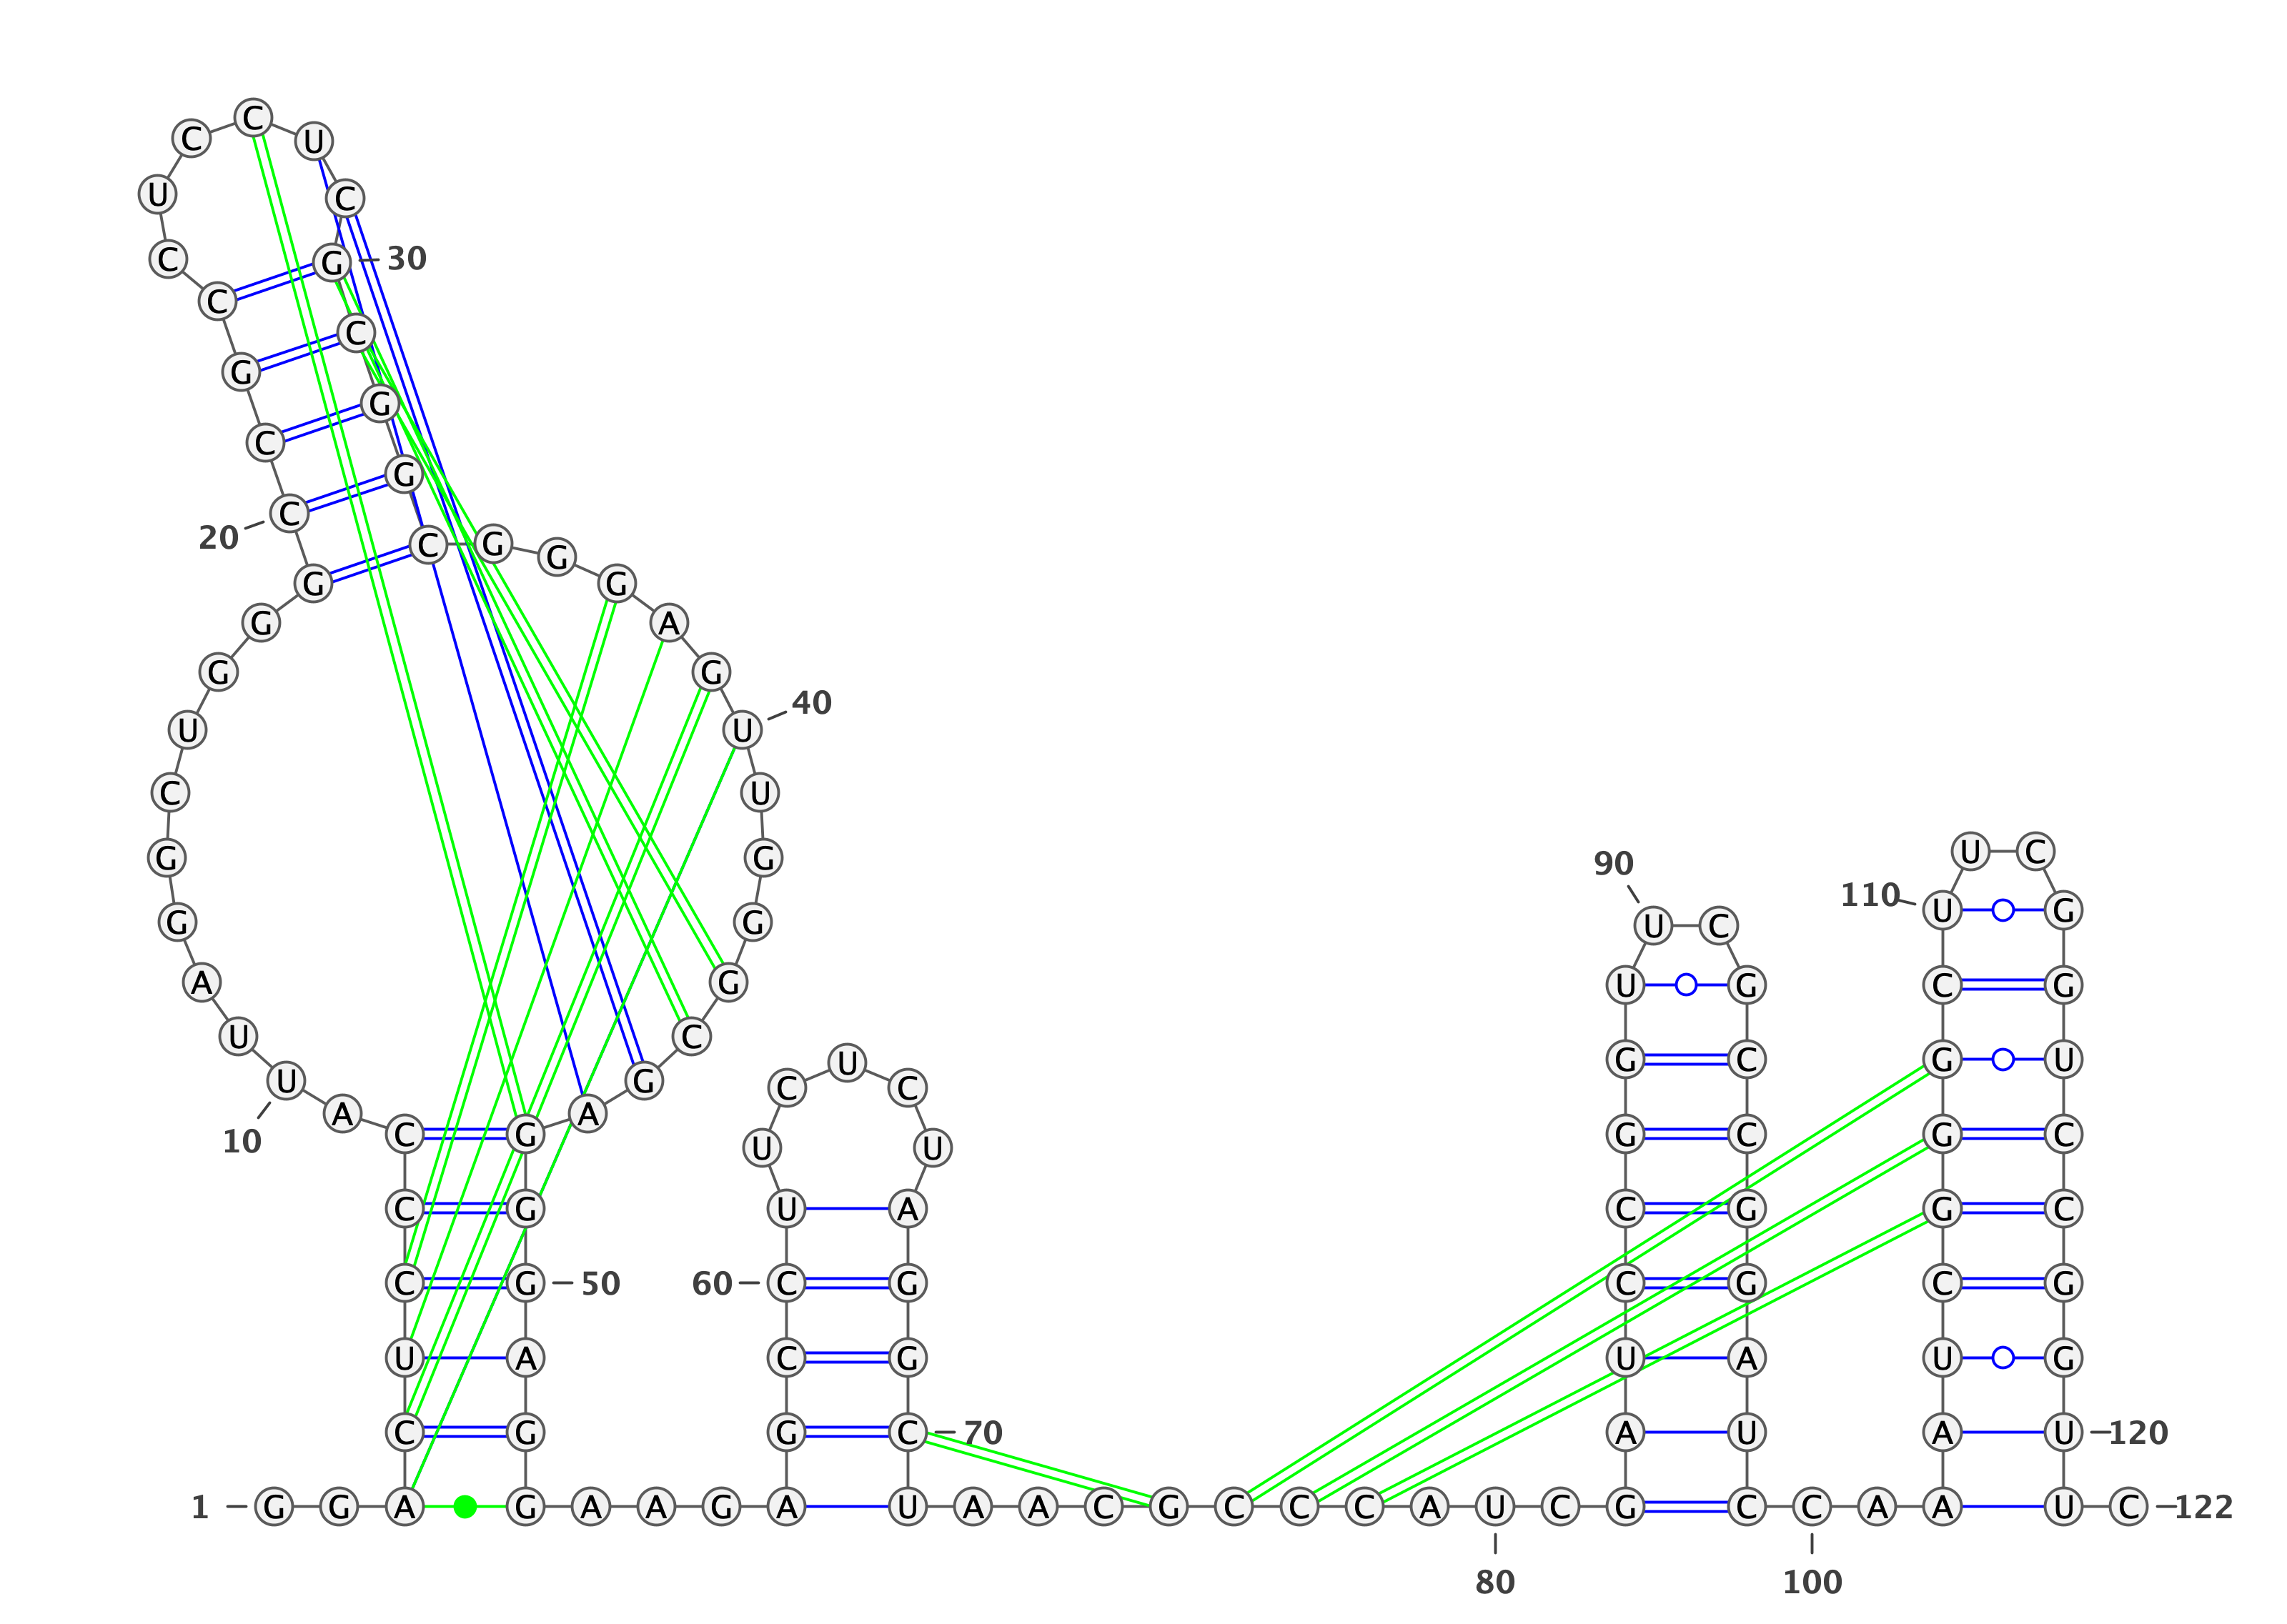 C
C U
U C
C G 30
C
C
G
G
C
G
20 C
C G G
G G
G A
G G
40
U U
C U
U C
G G
90
110 U G
G G U C
A G U G C G
U C
U
G C G U
U G C C
A A
10 C G G C G C
U U
C G U A C G G C
C G 50 60 C G C G C G
U A C G U A U G
C G G C 70 A U A U 120
1 G G A G A A G A U A A C G C C C A U C G C C A A U C 122
80 100